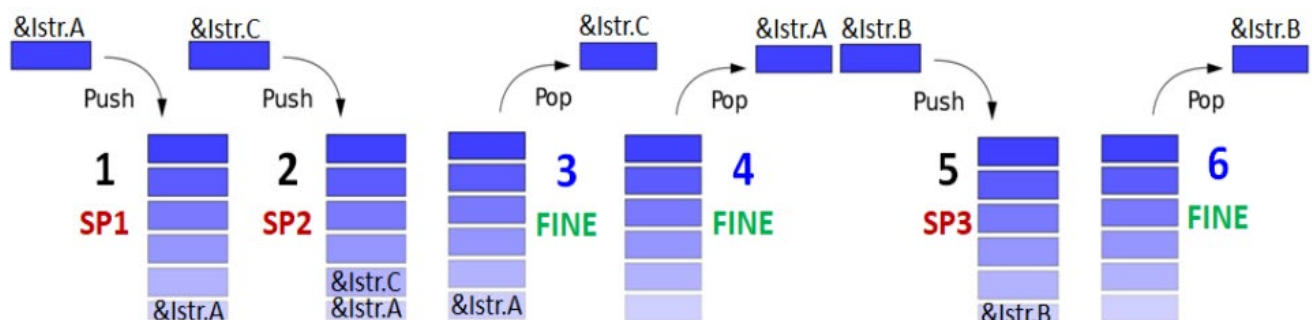 &Istr.A
Push
1
SP1
&Istr.A
&Istr.C
Push
2
SP2
&Istr.C
&Istr.A
&Istr.C
Pop
3
FINE
&Istr.A
&Istr.A
Pop
4
FINE
&Istr.B
Push
5
SP3
&Istr.B
&Istr.B
Pop
6
FINE